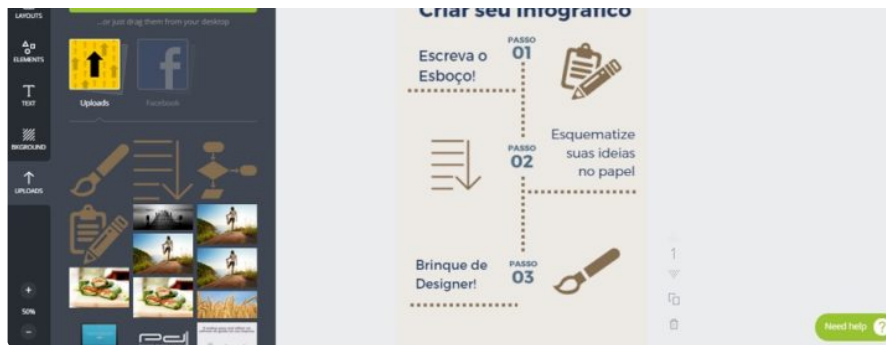 LAYOUTS
ELEMENTS
TEXT
BKGROUND
UPLOADS
50%
...or just drag them from your desktop
Uploads
Facebook
Criar seu Infográfico
PASSO
01
Escreva o
Esboço!
PASSO
02
Esquematize
suas ideias
no papel
PASSO
03
Brinque de
Designer!
1
Need help ?